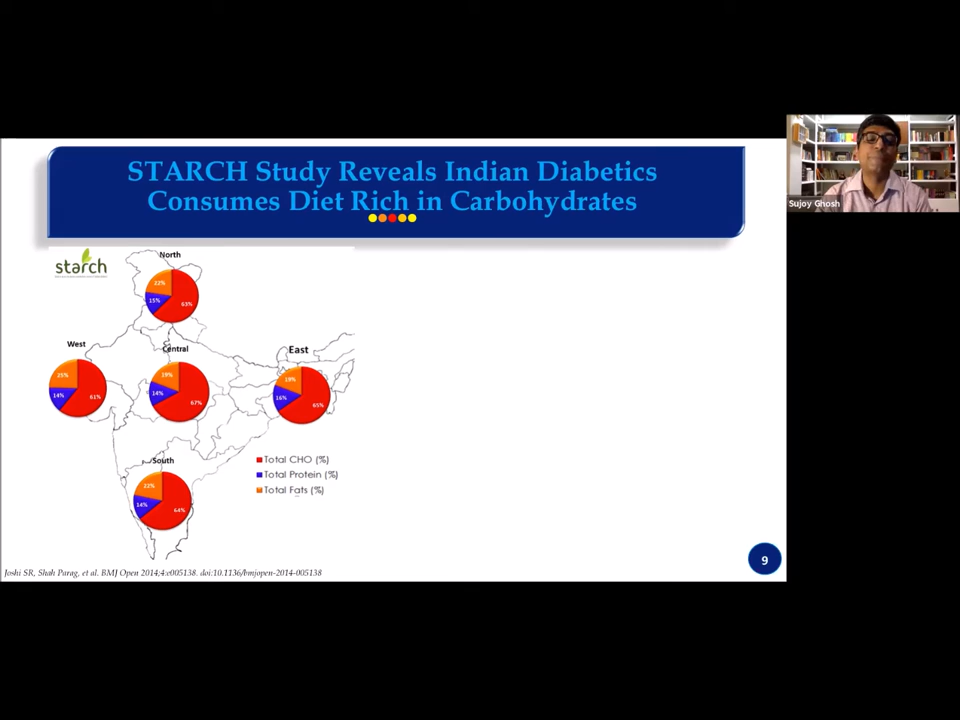 STARCH Study Reveals Indian Diabetics
Consumes Diet Rich in Carbohydrates
Sujoy Ghosh
starch
North
22%
15%
63%
West
25%
14%
61%
Central
19%
14%
67%
East
19%
16%
65%
South
22%
14%
64%
Total CHO (%)
Total Protein (%)
Total Fats (%)
9
Joshi SR, Shah Parag, et al. BMJ Open 2014;4:e005138. doi:10.1136/bmjopen-2014-005138